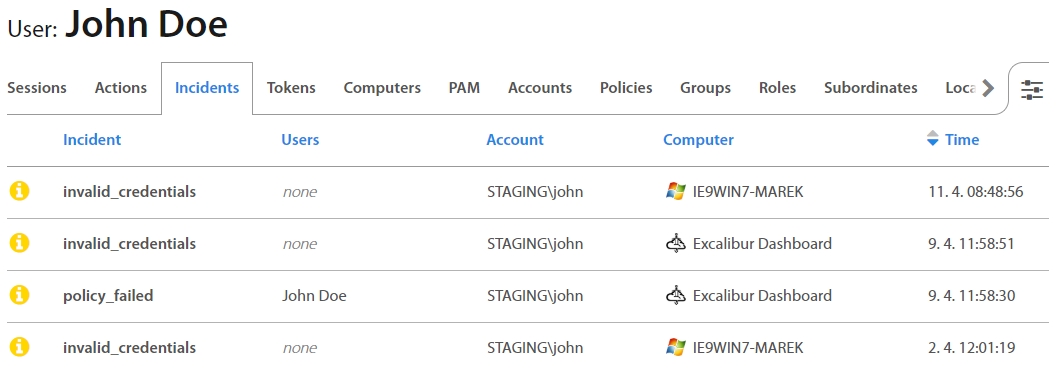 User: John Doe
Sessions Actions Incidents Tokens Computers PAM Accounts Policies Groups Roles Subordinates Loca
Incident Users Account Computer Time
invalid_credentials none STAGING\john IE9WIN7-MAREK 11. 4. 08:48:56
invalid_credentials none STAGING\john Excalibur Dashboard 9. 4. 11:58:51
policy_failed John Doe STAGING\john Excalibur Dashboard 9. 4. 11:58:30
invalid_credentials none STAGING\john IE9WIN7-MAREK 2. 4. 12:01:19